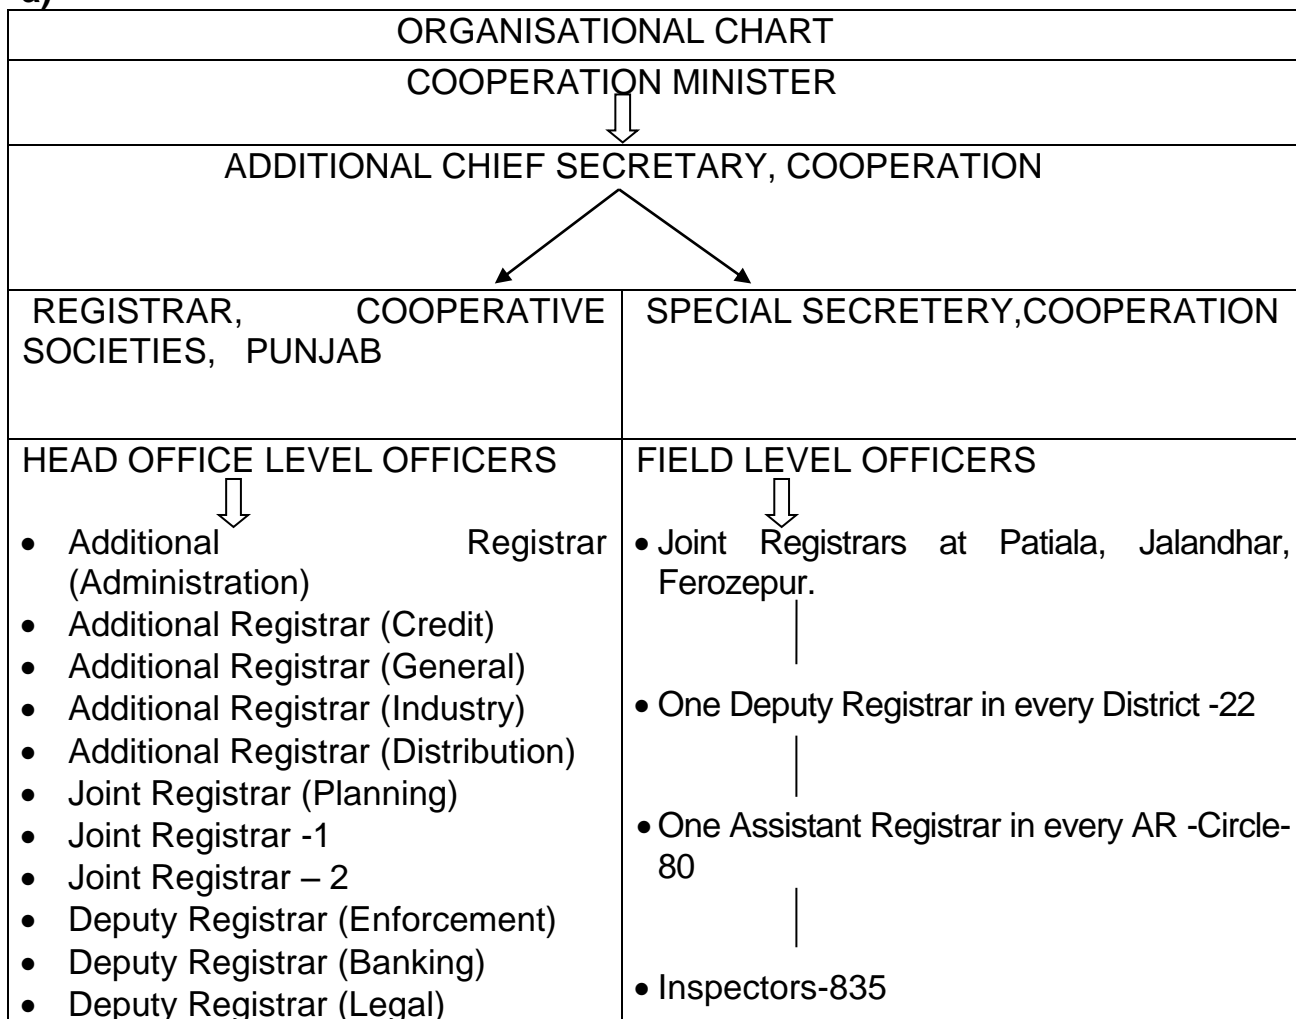 a)
ORGANISATIONAL CHART
COOPERATION MINISTER
ADDITIONAL CHIEF SECRETARY, COOPERATION
REGISTRAR, COOPERATIVE
SOCIETIES, PUNJAB
SPECIAL SECRETERY,COOPERATION
HEAD OFFICE LEVEL OFFICERS
• Additional Registrar
(Administration)
• Additional Registrar (Credit)
• Additional Registrar (General)
• Additional Registrar (Industry)
• Additional Registrar (Distribution)
• Joint Registrar (Planning)
• Joint Registrar -1
• Joint Registrar – 2
• Deputy Registrar (Enforcement)
• Deputy Registrar (Banking)
• Deputy Registrar (Legal)
FIELD LEVEL OFFICERS
• Joint Registrars at Patiala, Jalandhar,
Ferozepur.
• One Deputy Registrar in every District -22
• One Assistant Registrar in every AR -Circle-
80
• Inspectors-835